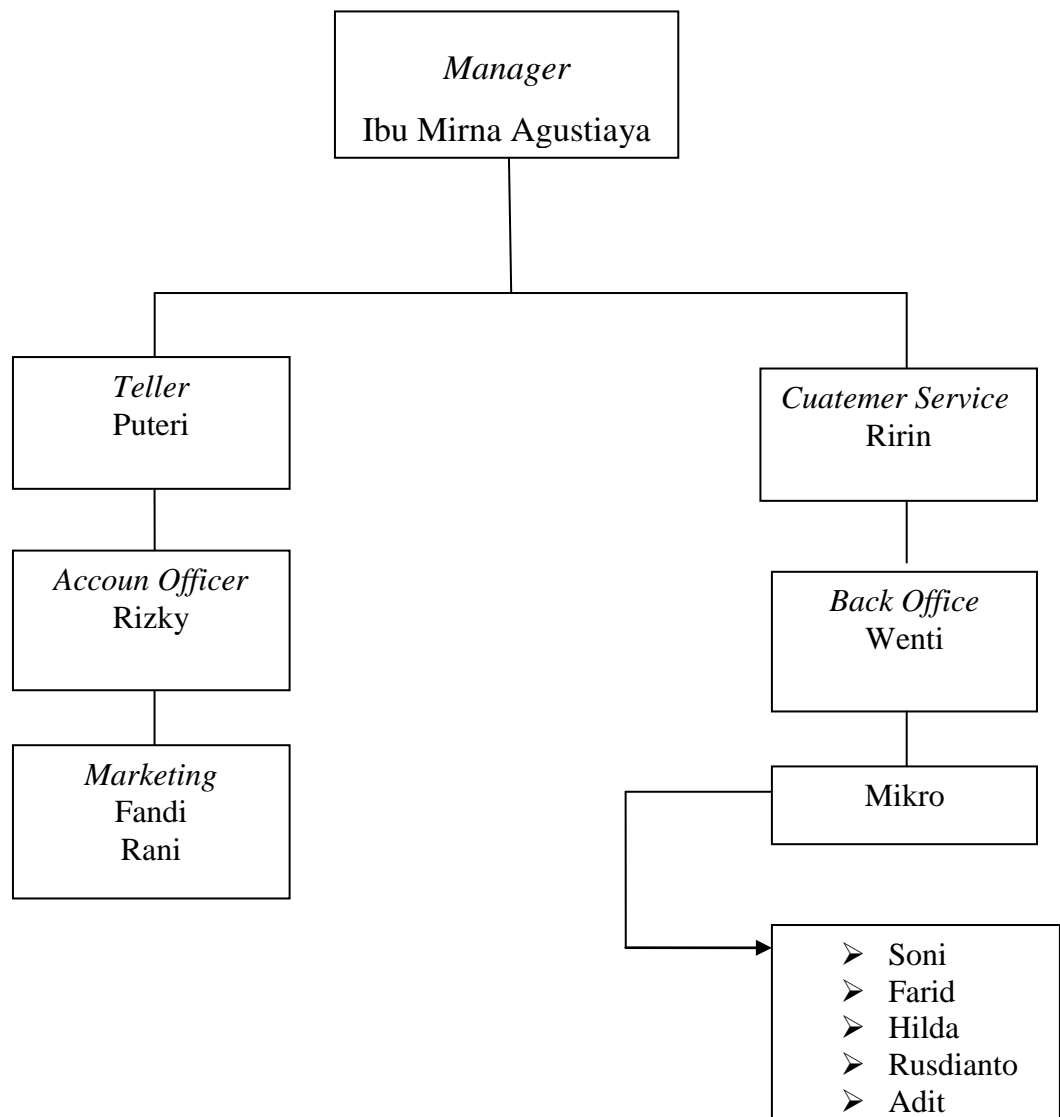 Manager
Ibu Mirna Agustiaya
Teller
Puteri
Cuatemer Service
Ririn
Accoun Officer
Rizky
Back Office
Wenti
Marketing
Fandi
Rani
Mikro
➢ Soni
➢ Farid
➢ Hilda
➢ Rusdianto
➢ Adit